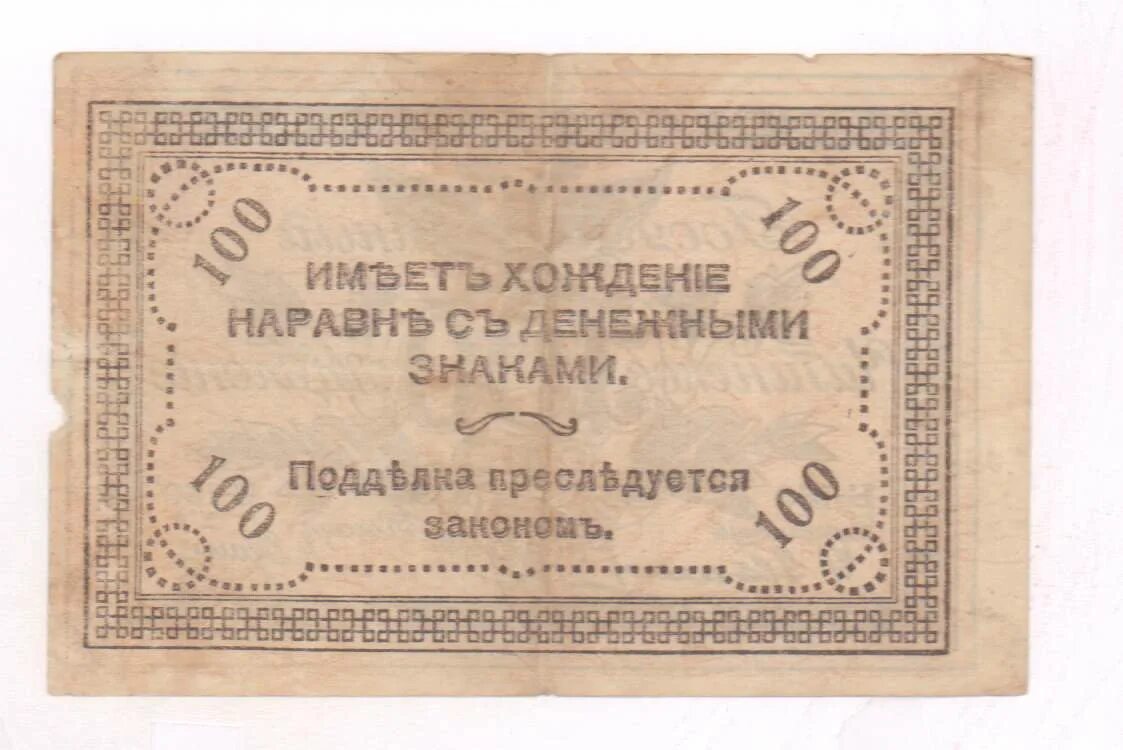 100 100
ИМѢЕТЪ ХОЖДЕНІЕ
НАРАВНѢ СЪ ДЕНЕЖНЫМИ
ЗНАКАМИ.
Поддѣлка преслѣдуется
закономъ.
100 100